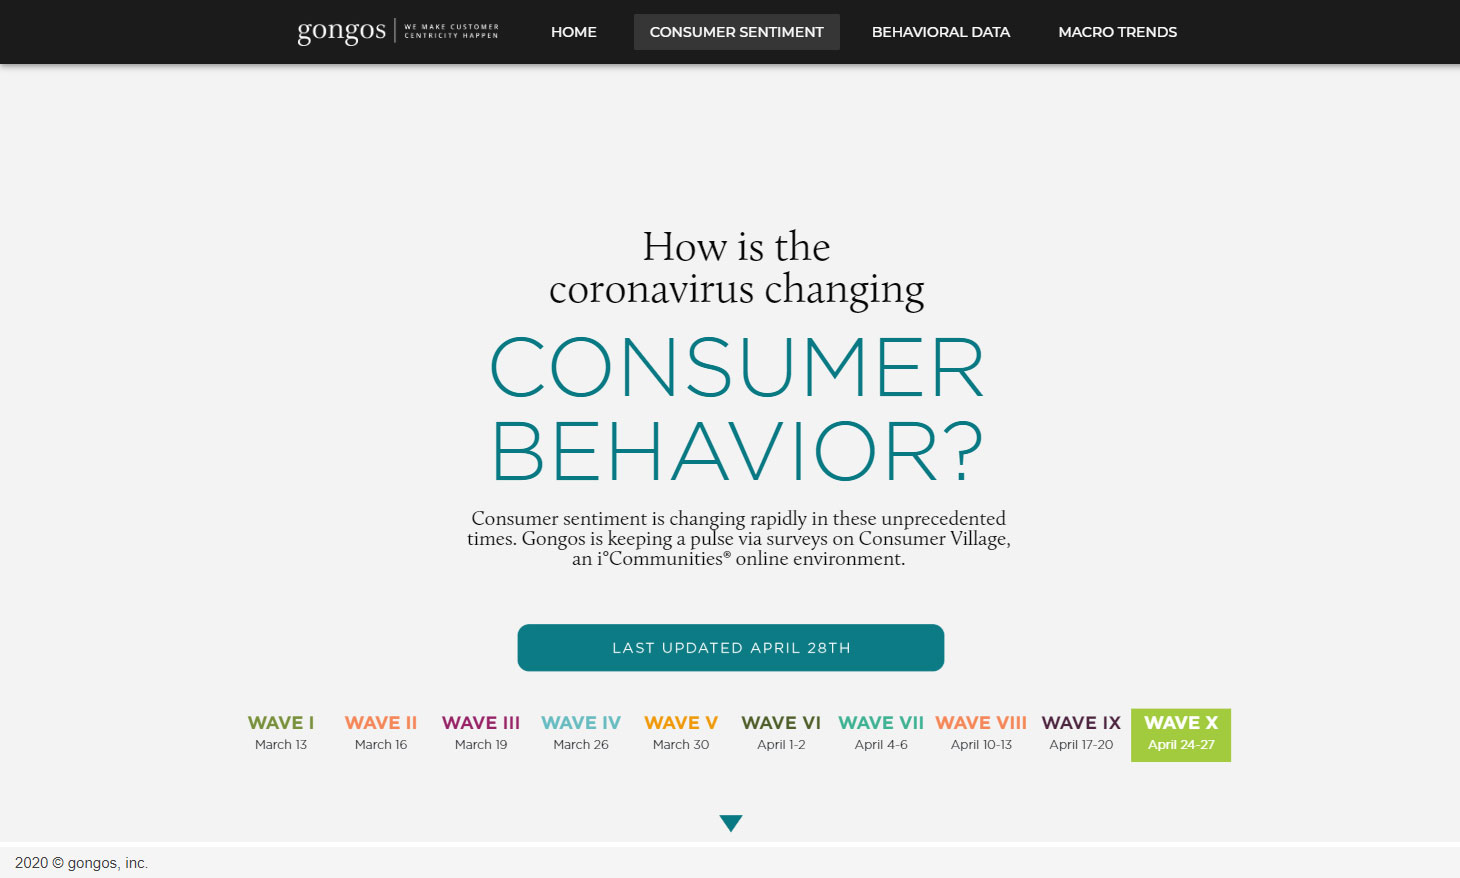 gongos
WE MAKE CUSTOMER
CENTRICITY HAPPEN
HOME
CONSUMER SENTIMENT
BEHAVIORAL DATA
MACRO TRENDS
How is the
coronavirus changing
CONSUMER
BEHAVIOR?
Consumer sentiment is changing rapidly in these unprecedented
times. Gongos is keeping a pulse via surveys on Consumer Village,
an i°Communities® online environment.
LAST UPDATED APRIL 28TH
WAVE I
March 13
WAVE II
March 16
WAVE III
March 19
WAVE IV
March 26
WAVE V
March 30
WAVE VI
April 1-2
WAVE VII
April 4-6
WAVE VIII
April 10-13
WAVE IX
April 17-20
WAVE X
April 24-27
2020 © gongos, inc.